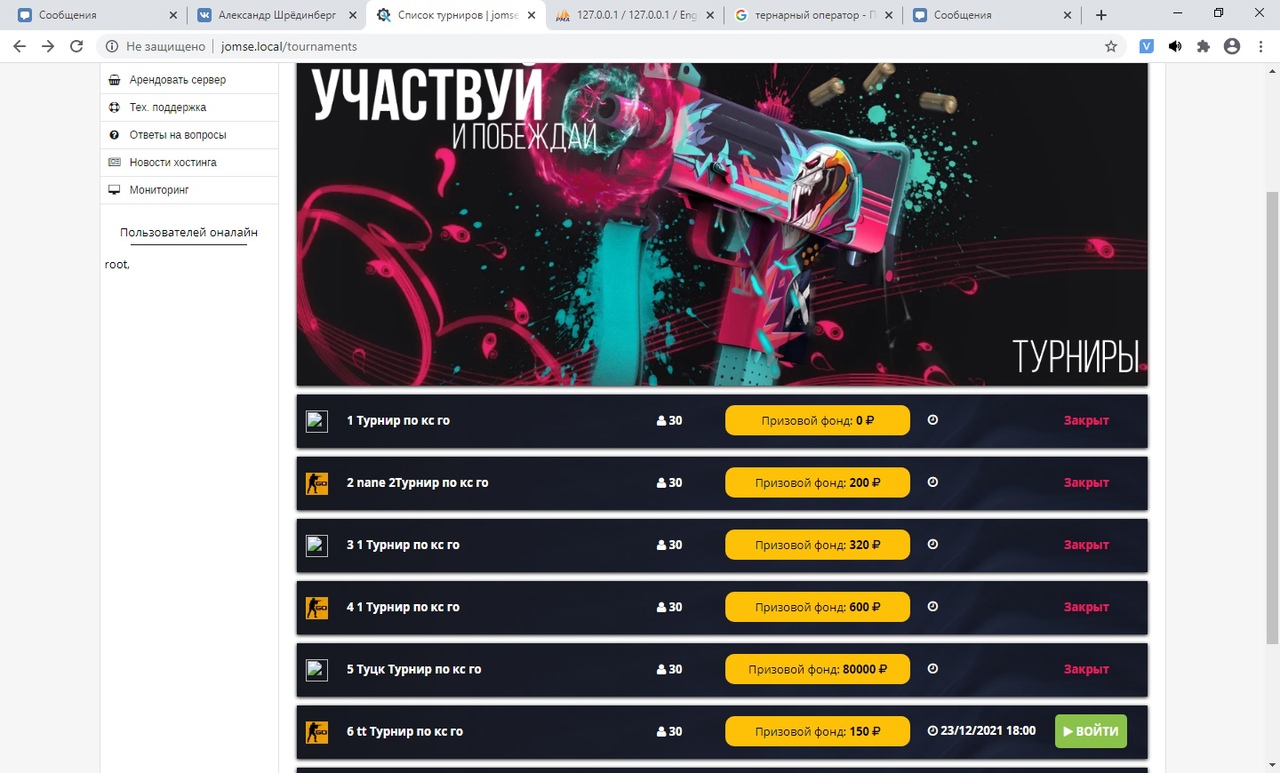 Сообщения
Александр Шрёдинберг
Список турниров | jomse
127.0.0.1 / 127.0.0.1 / Eng
тернарный оператор - П
Сообщения
Не защищено
jomse.local/tournaments
Арендовать сервер
Тех. поддержка
Ответы на вопросы
Новости хостинга
Мониторинг
Пользователей онлайн
root,
УЧАСТВУЙ
И ПОБЕЖДАЙ
ТУРНИРЫ
1 Турнир по кс го
30
Призовой фонд: 0 ₽
Закрыт
2 nane 2Турнир по кс го
30
Призовой фонд: 200 ₽
Закрыт
3 1 Турнир по кс го
30
Призовой фонд: 320 ₽
Закрыт
4 1 Турнир по кс го
30
Призовой фонд: 600 ₽
Закрыт
5 Туцк Турнир по кс го
30
Призовой фонд: 80000 ₽
Закрыт
6 tt Турнир по кс го
30
Призовой фонд: 150 ₽
23/12/2021 18:00
ВОЙТИ